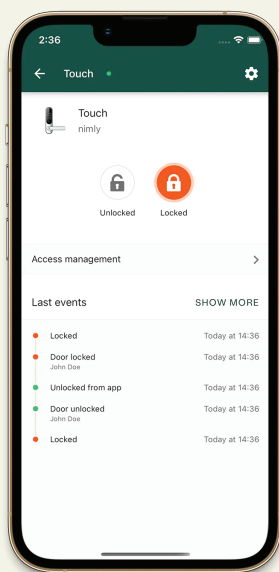 2:36
Touch
Touch
nimly
Unlocked
Locked
Access management
Last events
SHOW MORE
Locked
Today at 14:36
Door locked
Today at 14:36
John Doe
Unlocked from app
Today at 14:36
Door unlocked
Today at 14:36
John Doe
Locked
Today at 14:36